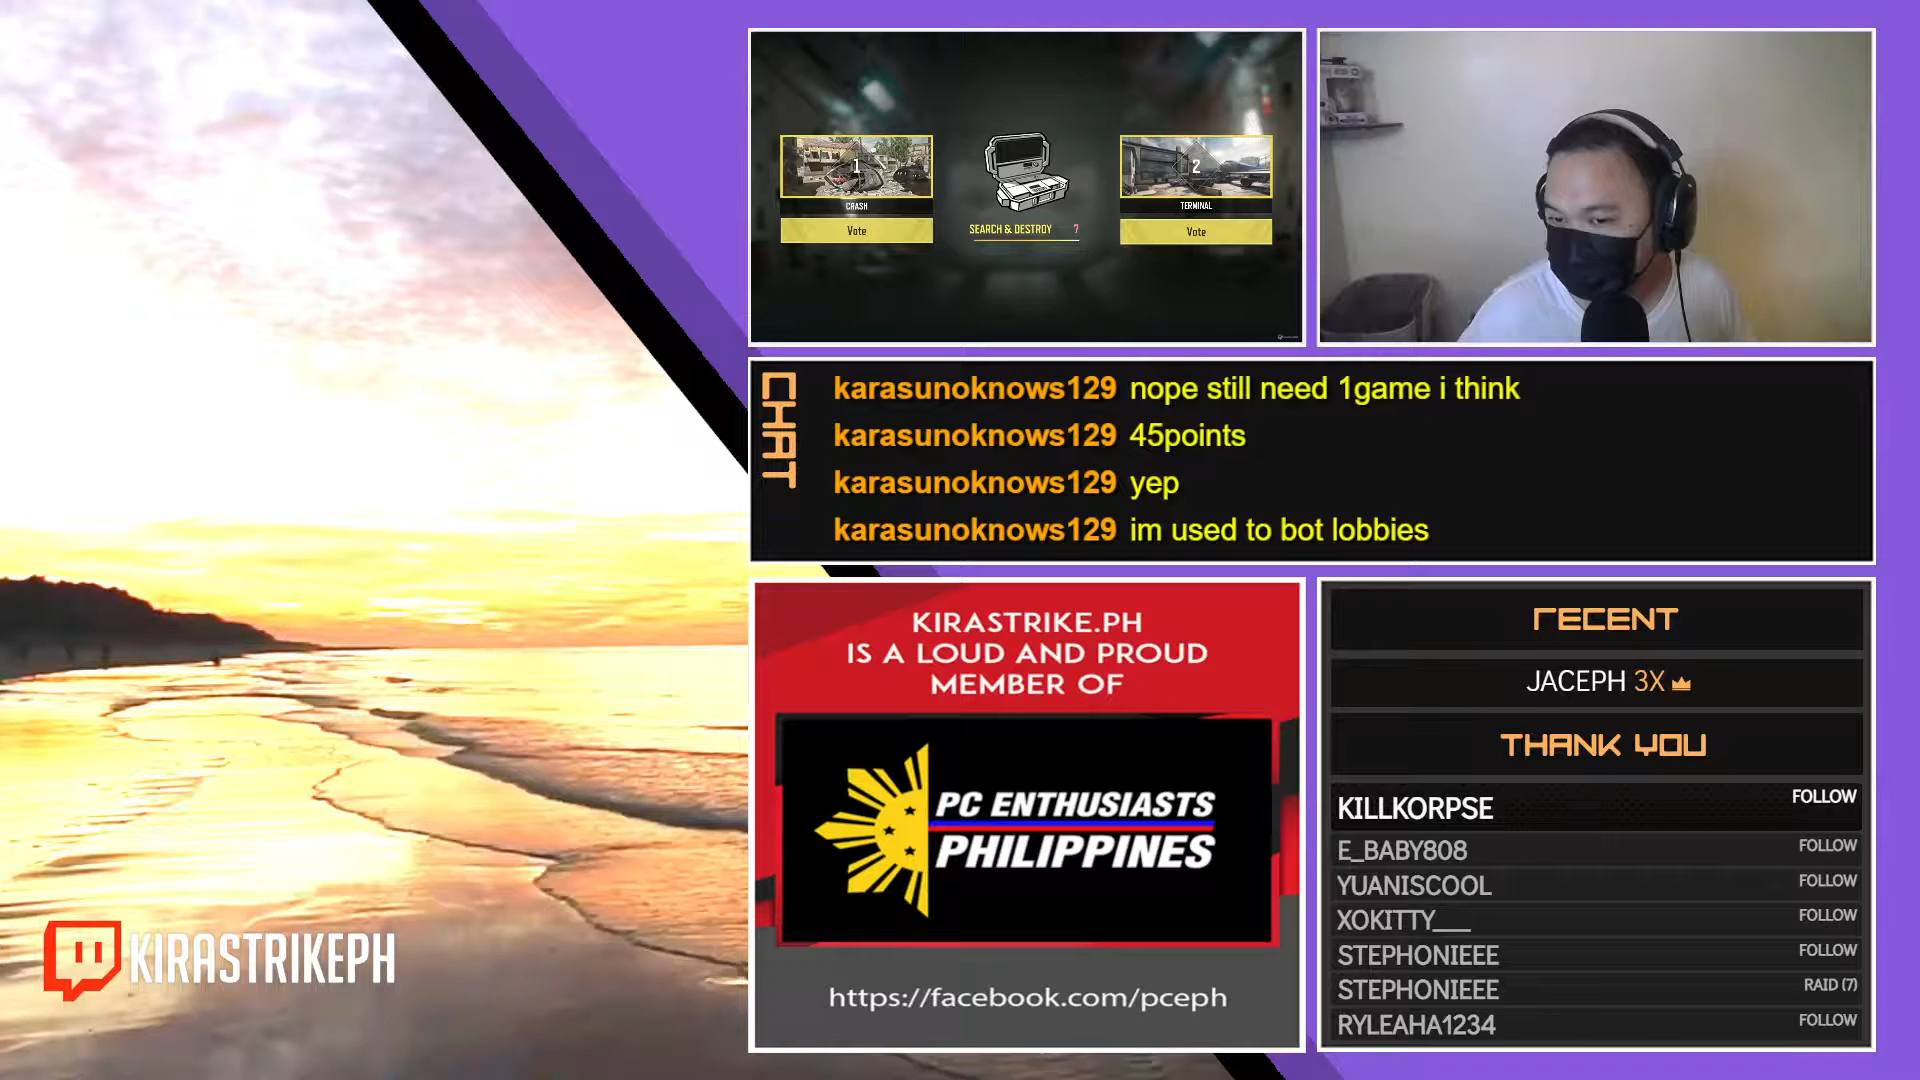 1
CRASH
Vote
SEARCH & DESTROY 7
2
TERMINAL
Vote
CHAT
karasunoknows129 nope still need 1game i think
karasunoknows129 45points
karasunoknows129 yep
karasunoknows129 im used to bot lobbies
KIRASTRIKE.PH
IS A LOUD AND PROUD
MEMBER OF
PC ENTHUSIASTS
PHILIPPINES
https://facebook.com/pceph
RECENT
JACEPH 3X
THANK YOU
KILLKORPSE FOLLOW
E_BABY808 FOLLOW
YUANISCOOL FOLLOW
XOKITTY___ FOLLOW
STEPHONIEEE FOLLOW
STEPHONIEEE RAID (7)
RYLEAHA1234 FOLLOW
KIRASTRIKEPH